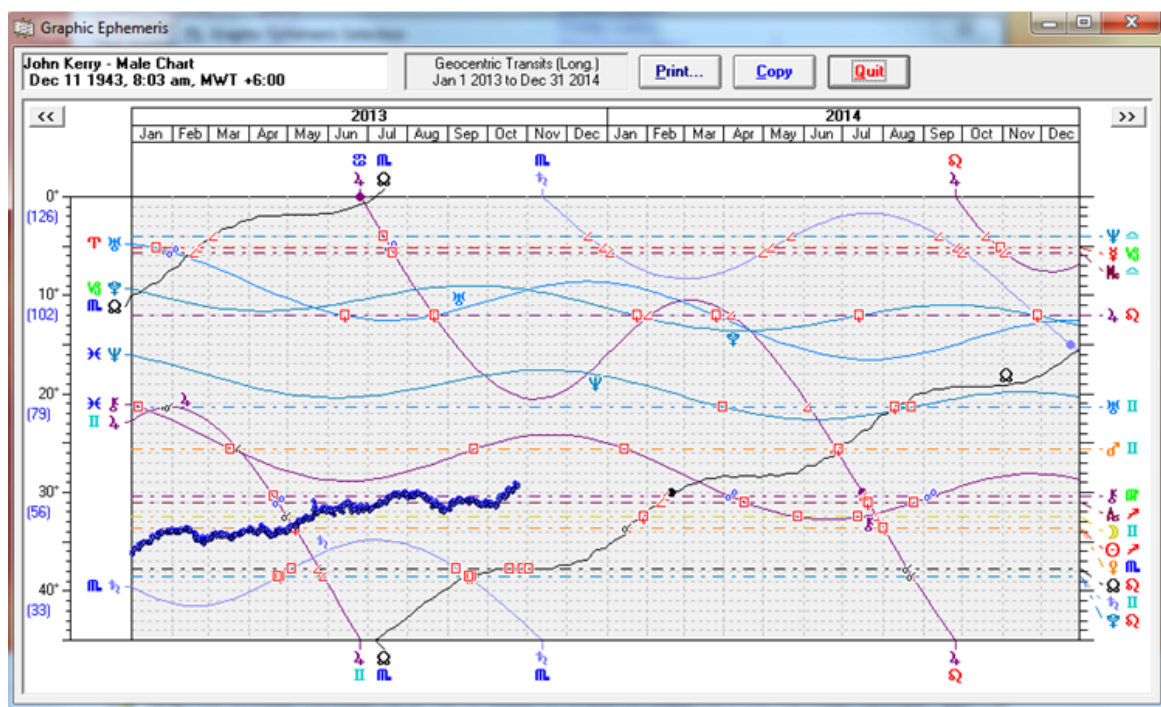 Graphic Ephemeris
John Kerry - Male Chart
Dec 11 1943, 8:03 am, MWT +6:00
Geocentric Transits (Long.)
Jan 1 2013 to Dec 31 2014
Print...
Copy
Quit
<<
>>
2013
2014
Jan Feb Mar Apr May Jun Jul Aug Sep Oct Nov Dec Jan Feb Mar Apr May Jun Jul Aug Sep Oct Nov Dec
♋ ♏ ♏ ♌
♃ ☊ ♄ ♃
0°
(126)
♈ ♅
♆ ♎
☿ ♑
Mc ♎
10°
♏ ☊
(102)
♃ ♌
♓ ♆
20°
♓ ⚷
(79)
♊ ♃
♅ ♊
♂ ♊
30°
(56)
⚷ ♍
As ♐
☽ ♊
☉ ♐
♀ ♏
☊ ♌
♄ ♊
40°
♏ ♄
(33)
♃ ☊ ♄ ♃
♊ ♏ ♏ ♌